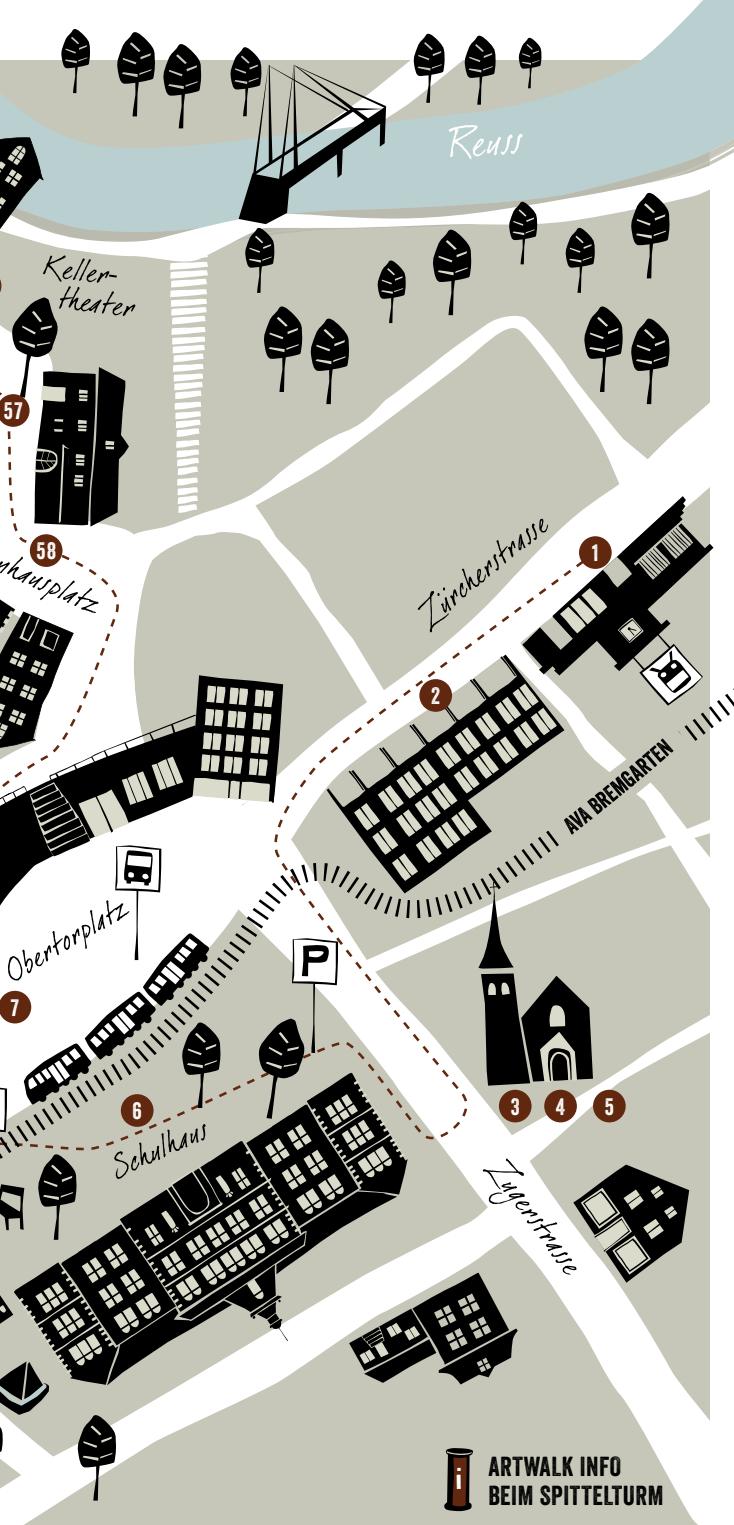 Reuss
Keller-
theater
57
58
1
Zürcherstrasse
2
AVA BREMGARTEN
Obertorplatz
P
7
3
4
5
6
Schulhaus
Zugerstrasse
i
ARTWALK INFO
BEIM SPITTELTURM